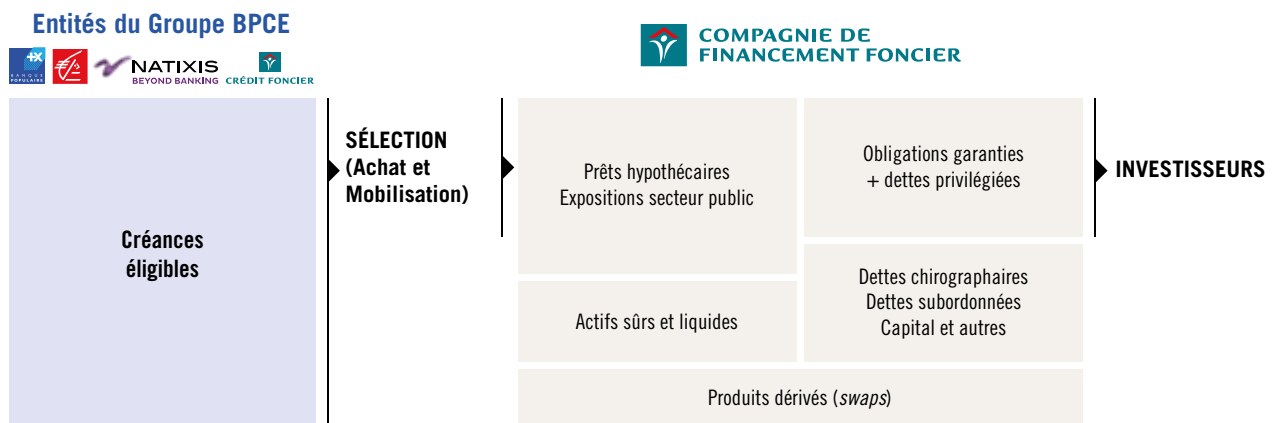 Entités du Groupe BPCE
BANQUE
POPULAIRE
NATIXIS
BEYOND BANKING
CRÉDIT FONCIER
COMPAGNIE DE
FINANCEMENT FONCIER
Créances
éligibles
SÉLECTION
(Achat et
Mobilisation)
Prêts hypothécaires
Expositions secteur public
Actifs sûrs et liquides
Obligations garanties
+ dettes privilégiées
Dettes chirographaires
Dettes subordonnées
Capital et autres
Produits dérivés (swaps)
INVESTISSEURS